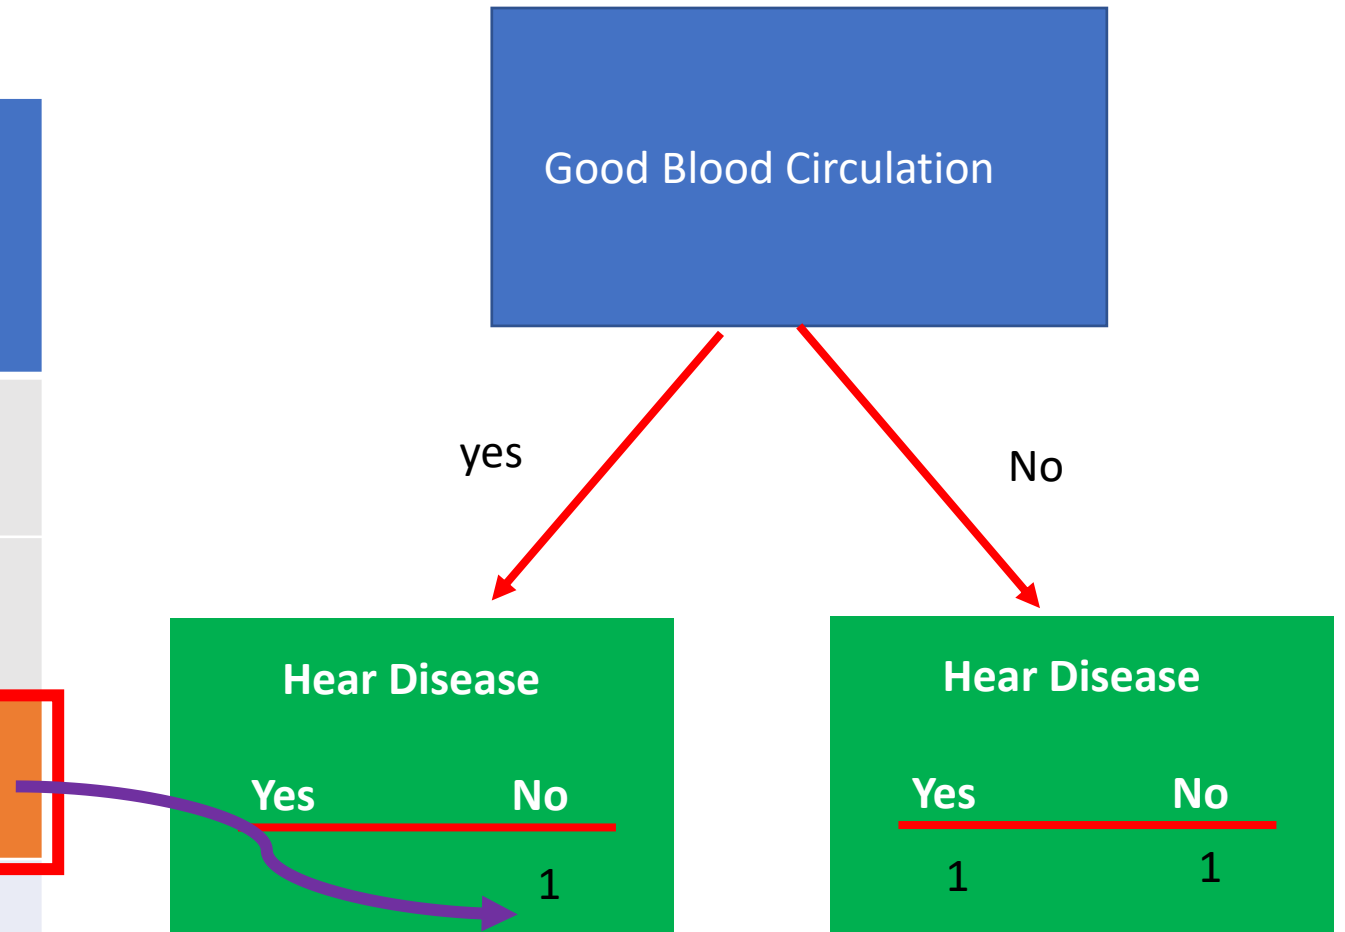 Good Blood Circulation
yes
No
Hear Disease
Yes No
1
Hear Disease
Yes No
1 1